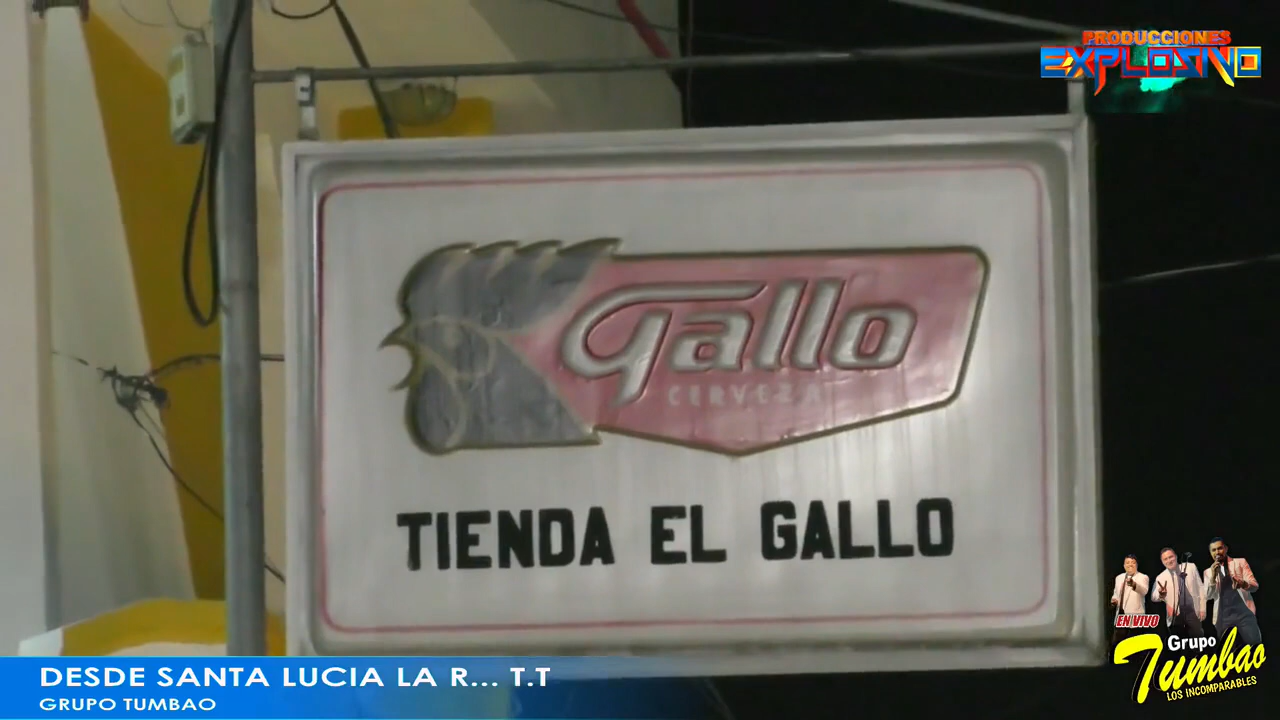 PRODUCCIONES
EXPLOSIVO
Gallo
CERVEZA
TIENDA EL GALLO
EN VIVO
Grupo
Tumbao
LOS INCOMPARABLES
DESDE SANTA LUCIA LA R... T.T
GRUPO TUMBAO